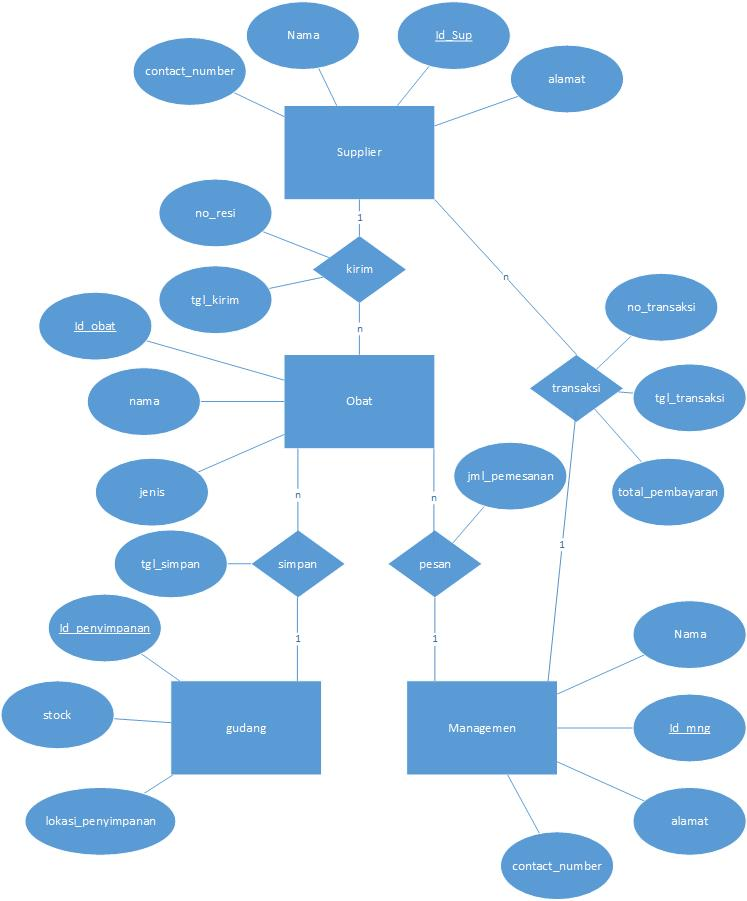 Nama
Id_Sup
contact_number
alamat
Supplier
no_resi
1
kirim
tgl_kirim
n
no_transaksi
Id_obat
n
transaksi
tgl_transaksi
nama
Obat
jml_pemesanan
jenis
n
n
total_pembayaran
tgl_simpan
simpan
pesan
1
Id_penyimpanan
1
1
Nama
stock
gudang
Managemen
Id_mng
lokasi_penyimpanan
alamat
contact_number